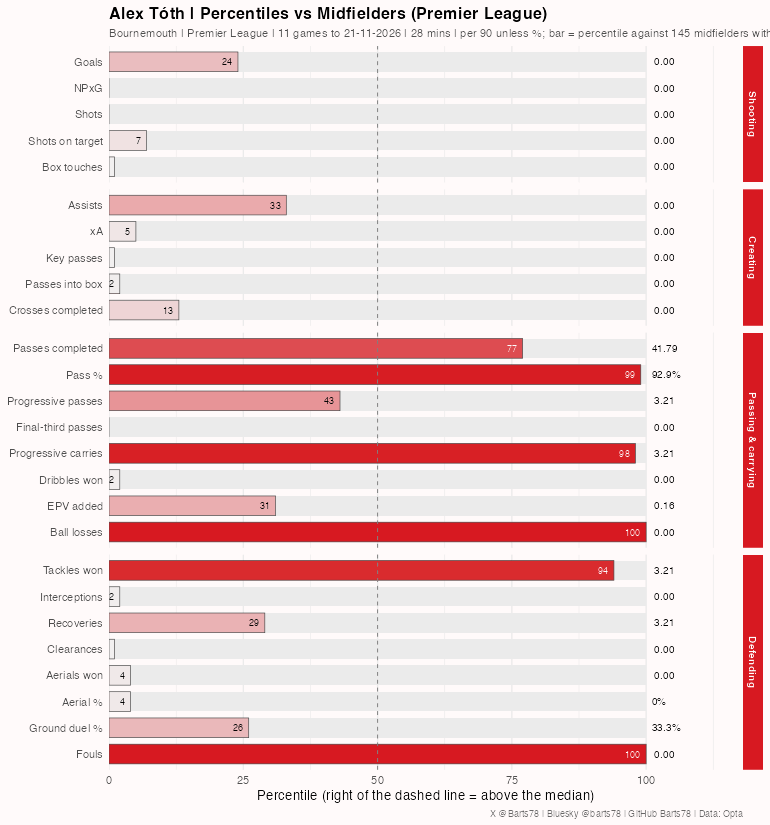 Alex Tóth | Percentiles vs Midfielders (Premier League)
Bournemouth | Premier League | 11 games to 21-11-2026 | 28 mins | per 90 unless %; bar = percentile against 145 midfielders with
Goals 24 0.00
NPxG 0.00
Shots 0.00
Shots on target 7 0.00
Box touches 0.00
Shooting
Assists 33 0.00
xA 5 0.00
Key passes 0.00
Passes into box 2 0.00
Crosses completed 13 0.00
Creating
Passes completed 77 41.79
Pass % 99 92.9%
Progressive passes 43 3.21
Final-third passes 0.00
Progressive carries 98 3.21
Dribbles won 2 0.00
EPV added 31 0.16
Ball losses 100 0.00
Passing & carrying
Tackles won 94 3.21
Interceptions 2 0.00
Recoveries 29 3.21
Clearances 0.00
Aerials won 4 0.00
Aerial % 4 0%
Ground duel % 26 33.3%
Fouls 100 0.00
Defending
0 25 50 75 100
Percentile (right of the dashed line = above the median)
X @Barts78 | Bluesky @barts78 | GitHub Barts78 | Data: Opta